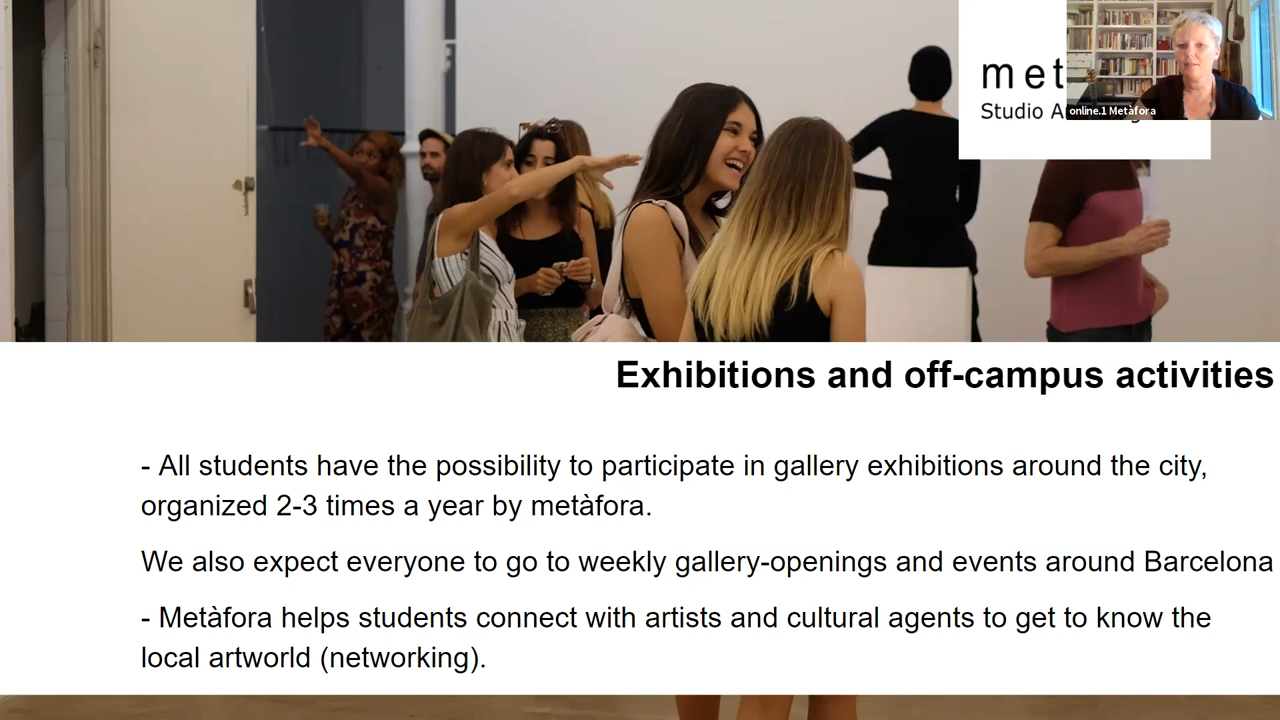 met
Studio A
online.1 Metàfora
Exhibitions and off-campus activities
- All students have the possibility to participate in gallery exhibitions around the city,
organized 2-3 times a year by metàfora.
We also expect everyone to go to weekly gallery-openings and events around Barcelona
- Metàfora helps students connect with artists and cultural agents to get to know the
local artworld (networking).